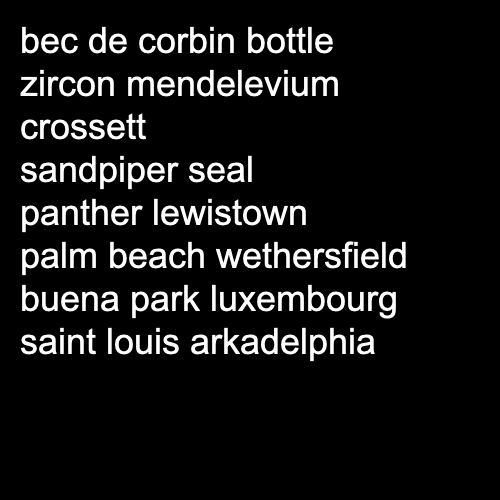 bec de corbin bottle
zircon mendelevium
crossett
sandpiper seal
panther lewistown
palm beach wethersfield
buena park luxembourg
saint louis arkadelphia